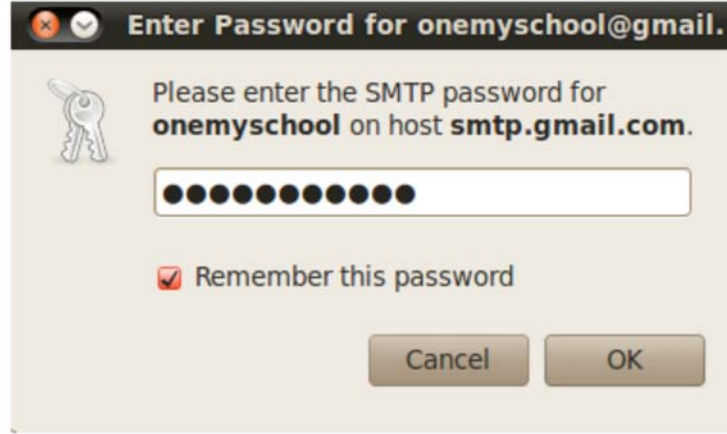 Enter Password for onemyschool@gmail.
Please enter the SMTP password for
onemyschool on host smtp.gmail.com.
●●●●●●●●●●●
Remember this password
Cancel OK